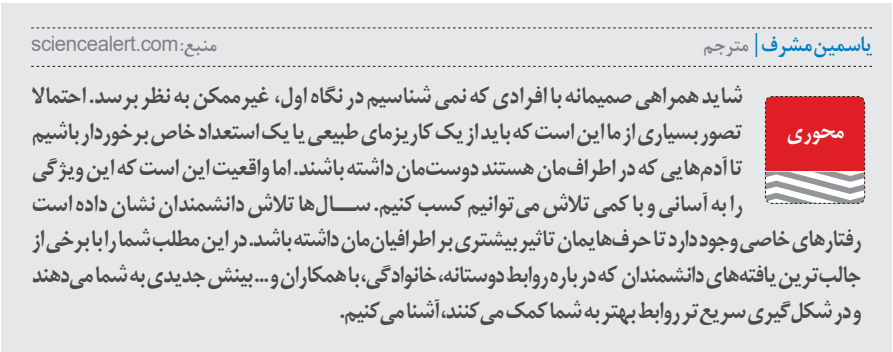 یاسمین مشرف | مترجم
منبع: sciencealert.com
محوری
شاید همراهی صمیمانه با افرادی که نمی شناسیم در نگاه اول، غیرممکن به نظر برسد. احتمالا
تصور بسیاری از ما این است که باید از یک کاریزمای طبیعی یا یک استعداد خاص برخوردار باشیم
تا آدم‌هایی که در اطراف‌مان هستند دوست‌مان داشته باشند. اما واقعیت این است که این ویژگی
را به آسانی و با کمی تلاش می‌توانیم کسب کنیم. ســـال‌ها تلاش دانشمندان نشان داده است
رفتارهای خاصی وجود دارد تا حرف‌هایمان تاثیر بیشتری بر اطرافیان‌مان داشته باشد. در این مطلب شما را با برخی از
جالب‌ترین یافته‌های دانشمندان که درباره روابط دوستانه، خانوادگی، با همکاران و... بینش جدیدی به شما می‌دهند
و در شکل‌گیری سریع‌تر روابط بهتر به شما کمک می‌کنند، آشنا می‌کنیم.